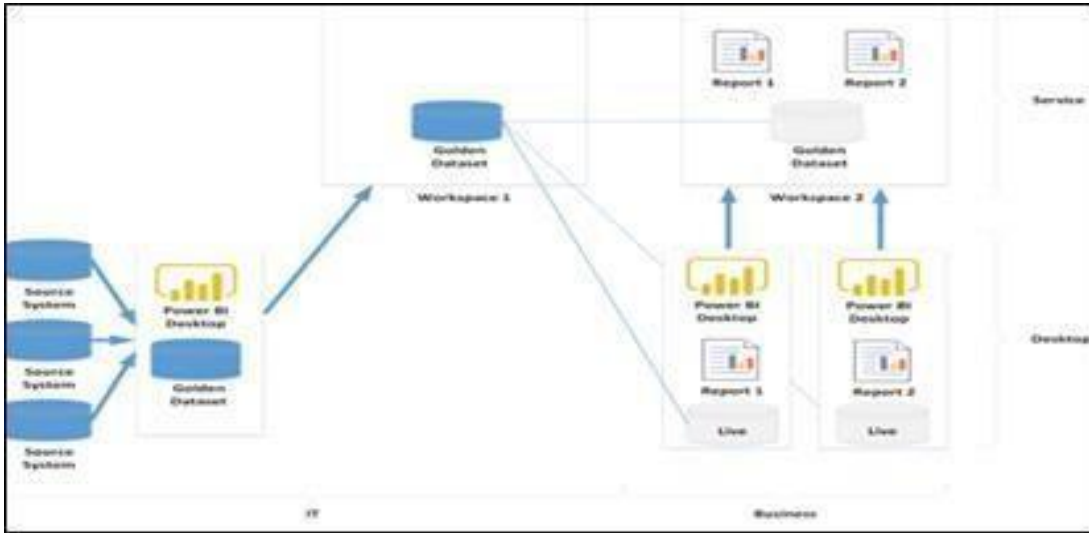 Report 1
Report 2
Service
Golden
Dataset
Golden
Dataset
Workspace 1
Workspace 2
Source
System
Power BI
Desktop
Power BI
Desktop
Power BI
Desktop
Source
System
Desktop
Golden
Dataset
Report 1
Report 2
Live
Live
Source
System
IT
Business